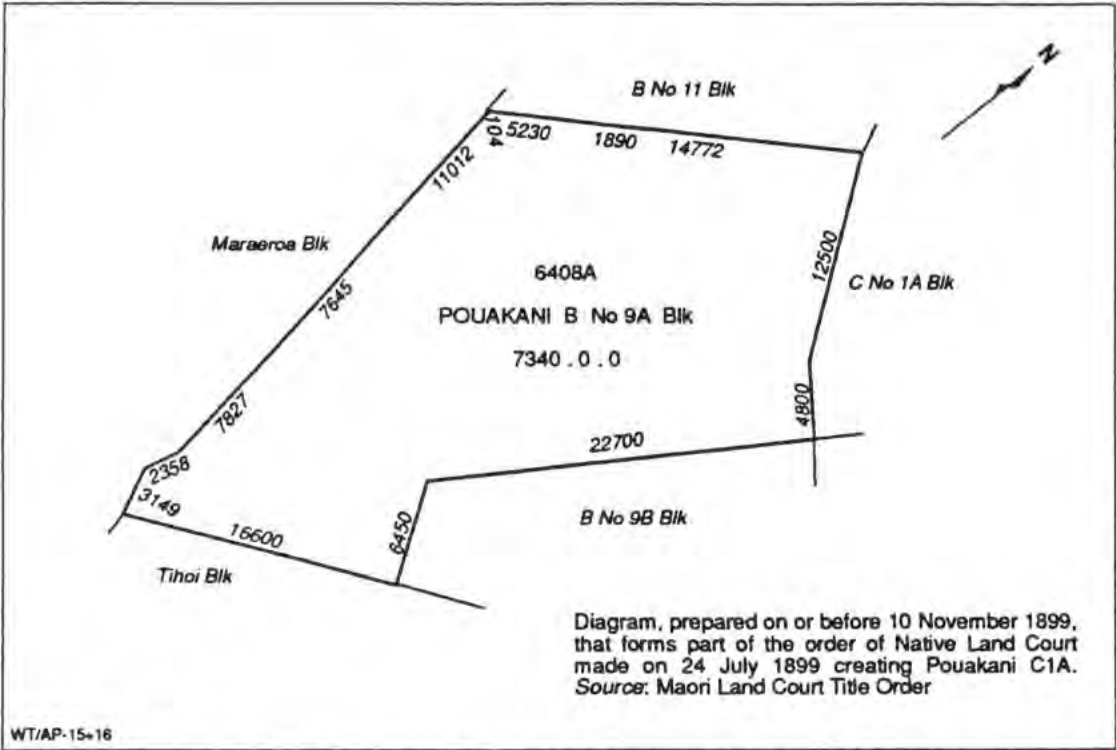 N
B No 11 Blk
104
5230
1890
14772
11012
Maraeroa Blk
7645
12500
C No 1A Blk
6408A
POUAKANI B No 9A Blk
7340.0.0
7827
4800
22700
2358
3149
6450
16600
B No 9B Blk
Tihoi Blk
Diagram, prepared on or before 10 November 1899,
that forms part of the order of Native Land Court
made on 24 July 1899 creating Pouakani C1A.
Source: Maori Land Court Title Order
WT/AP-15+16